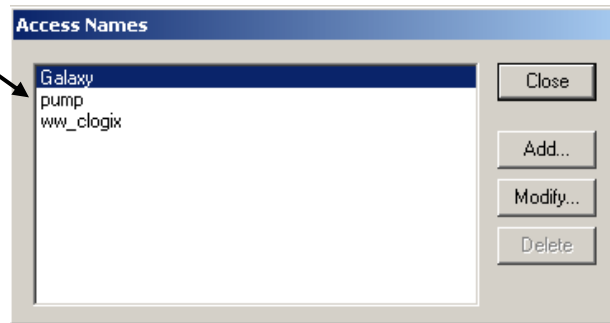 Access Names
Galaxy
pump
ww_clogix
Close
Add...
Modify...
Delete